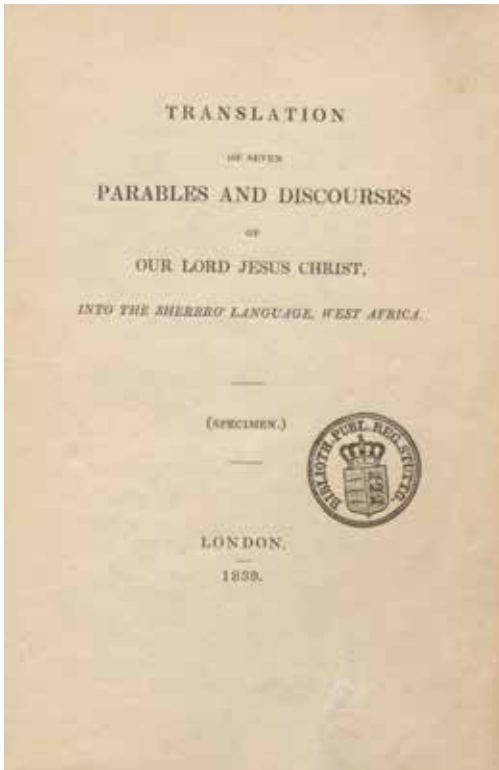 TRANSLATION
OF SEVEN
PARABLES AND DISCOURSES
OF
OUR LORD JESUS CHRIST,
INTO THE SHERBRO' LANGUAGE, WEST AFRICA.
(SPECIMEN.)
BIBLIOTH. PUBL. REG. STUTTG.
LONDON.
1839.